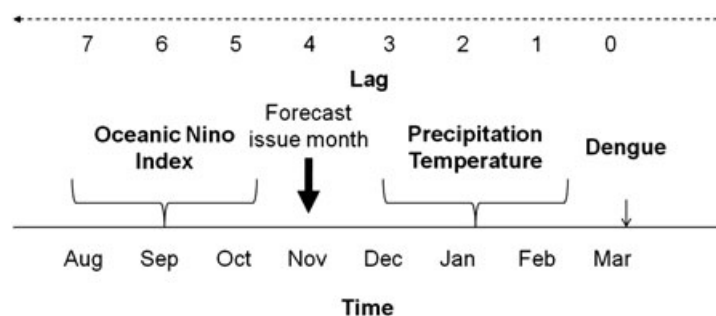 7 6 5 4 3 2 1 0
Lag
Forecast
issue month
Oceanic Nino
Index
Precipitation
Temperature
Dengue
Aug Sep Oct Nov Dec Jan Feb Mar
Time